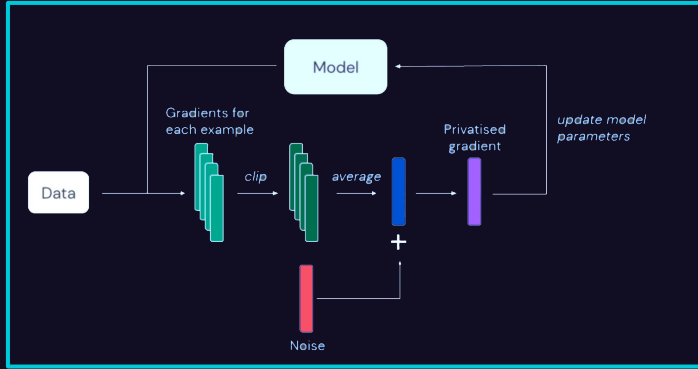 Model
Gradients for
each example
Privatised
gradient
update model
parameters
Data
clip
average
+
Noise